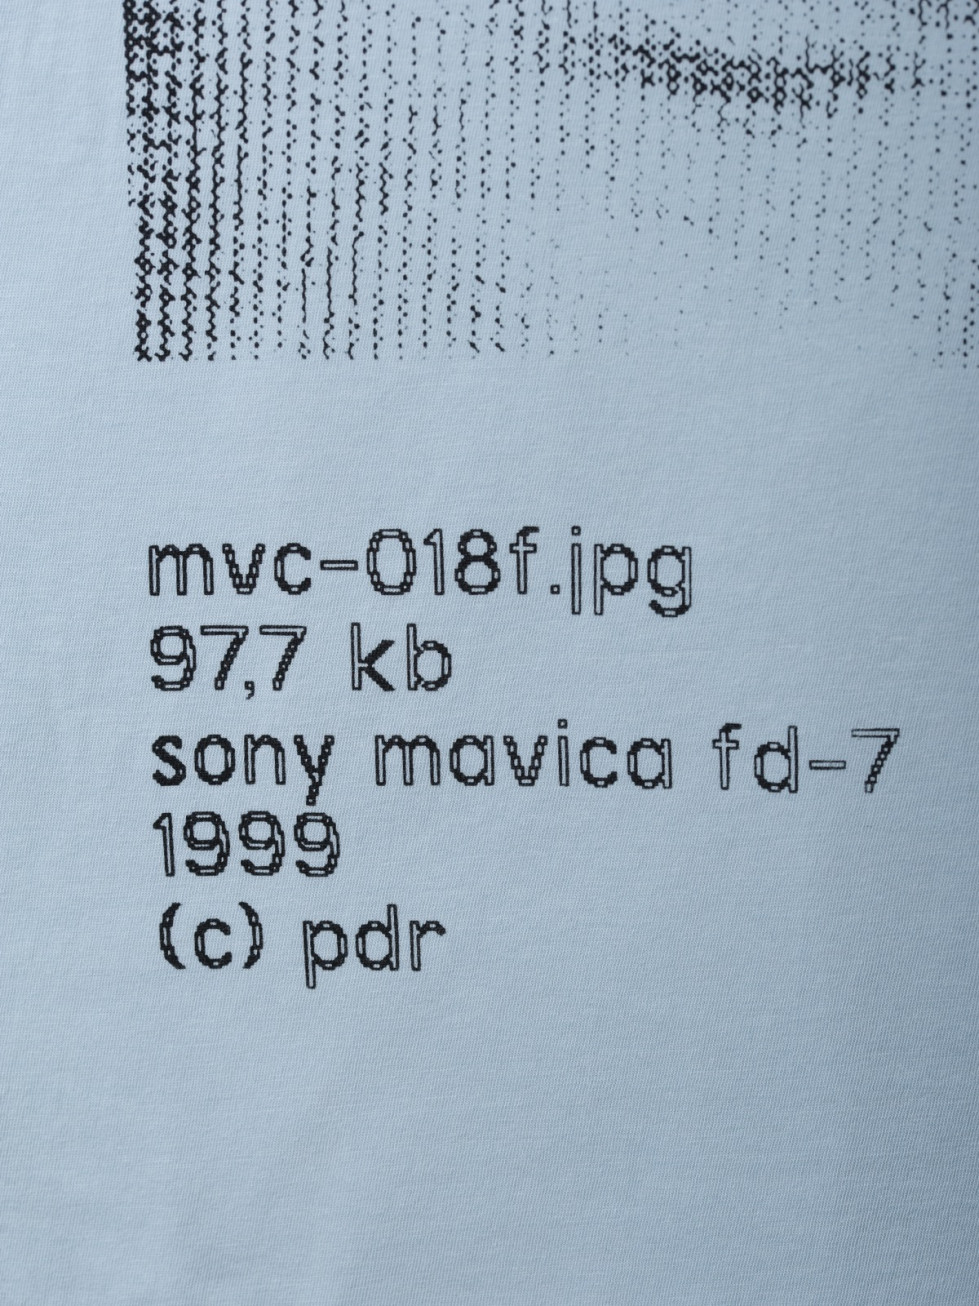 mvc-018f.jpg
97,7 kb
sony mavica fd-7
1999
(c) pdr